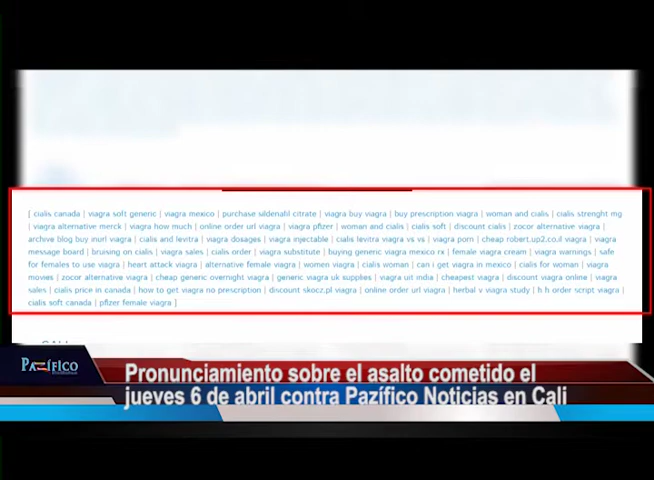 [ cialis canada | viagra soft generic | viagra mexico | purchase sildenafil citrate | viagra buy viagra | buy prescription viagra | women and cialis | cialis strenght mg
| viagra alternative merck | viagra how much | online order url viagra | viagra pfizer | woman and cialis | cialis soft | discount cialis | zocor alternative viagra |
archive blog buy inurl viagra | cialis and levitra | viagra dosages | viagra injectable | cialis levitra viagra vs vs | viagra porn | cheap robert.up2.co.il viagra | viagra
message board | bruising on cialis | viagra sales | cialis order | viagra substitute | buying generic viagra mexico rx | female viagra cream | viagra warnings | safe
for females to use viagra | heart attack viagra | alternative female viagra | women viagra | cialis woman | can i get viagra in mexico | cialis for woman | viagra
movies | zocor alternative viagra | cheap generic overnight viagra | generic viagra uk supplies | viagra uit india | cheapest viagra | discount viagra online | viagra
sales | cialis price in canada | how to get viagra no prescription | discount skocz.pl viagra | online order url viagra | herbal v viagra study | h h order script viagra |
cialis soft canada | pfizer female viagra ]
PAZÍFICO
Pronunciamiento sobre el asalto cometido el
jueves 6 de abril contra Pazífico Noticias en Cali